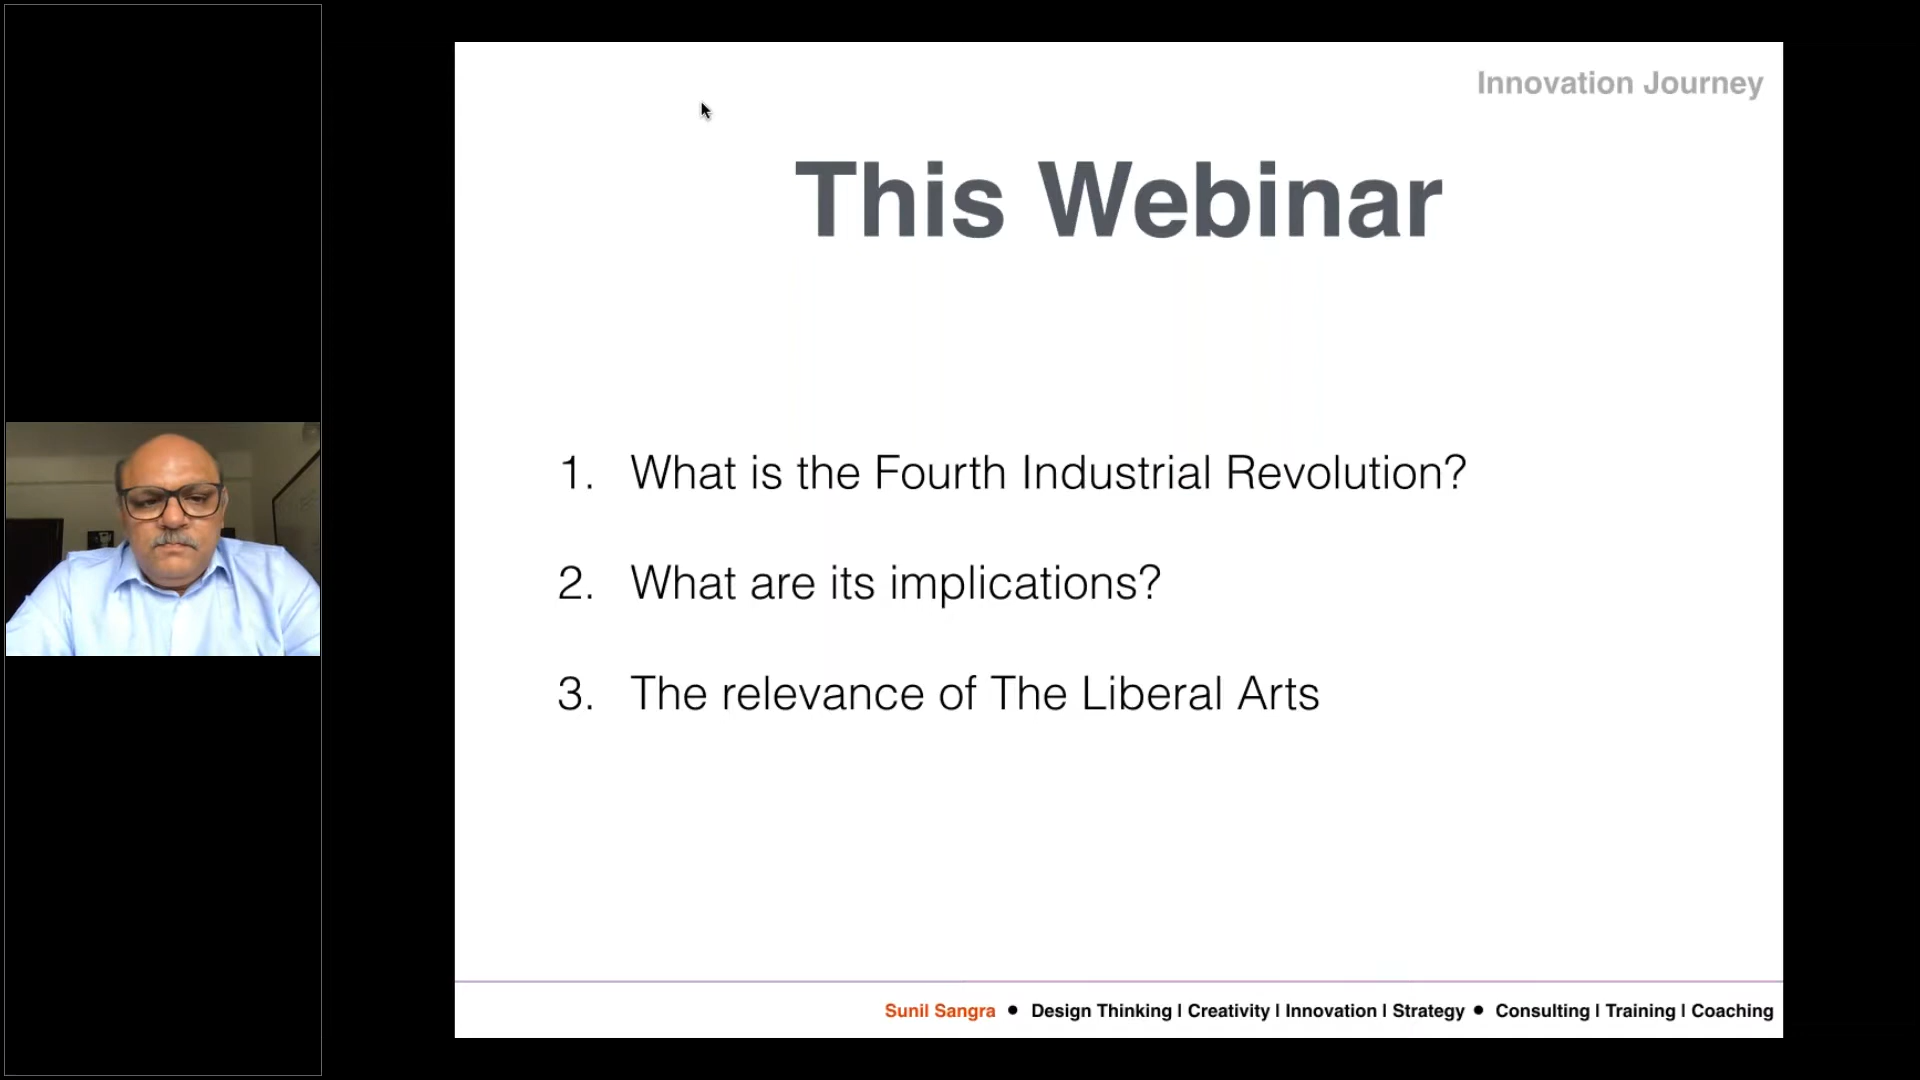 Innovation Journey
This Webinar
1. What is the Fourth Industrial Revolution?
2. What are its implications?
3. The relevance of The Liberal Arts
Sunil Sangra • Design Thinking | Creativity | Innovation | Strategy • Consulting | Training | Coaching